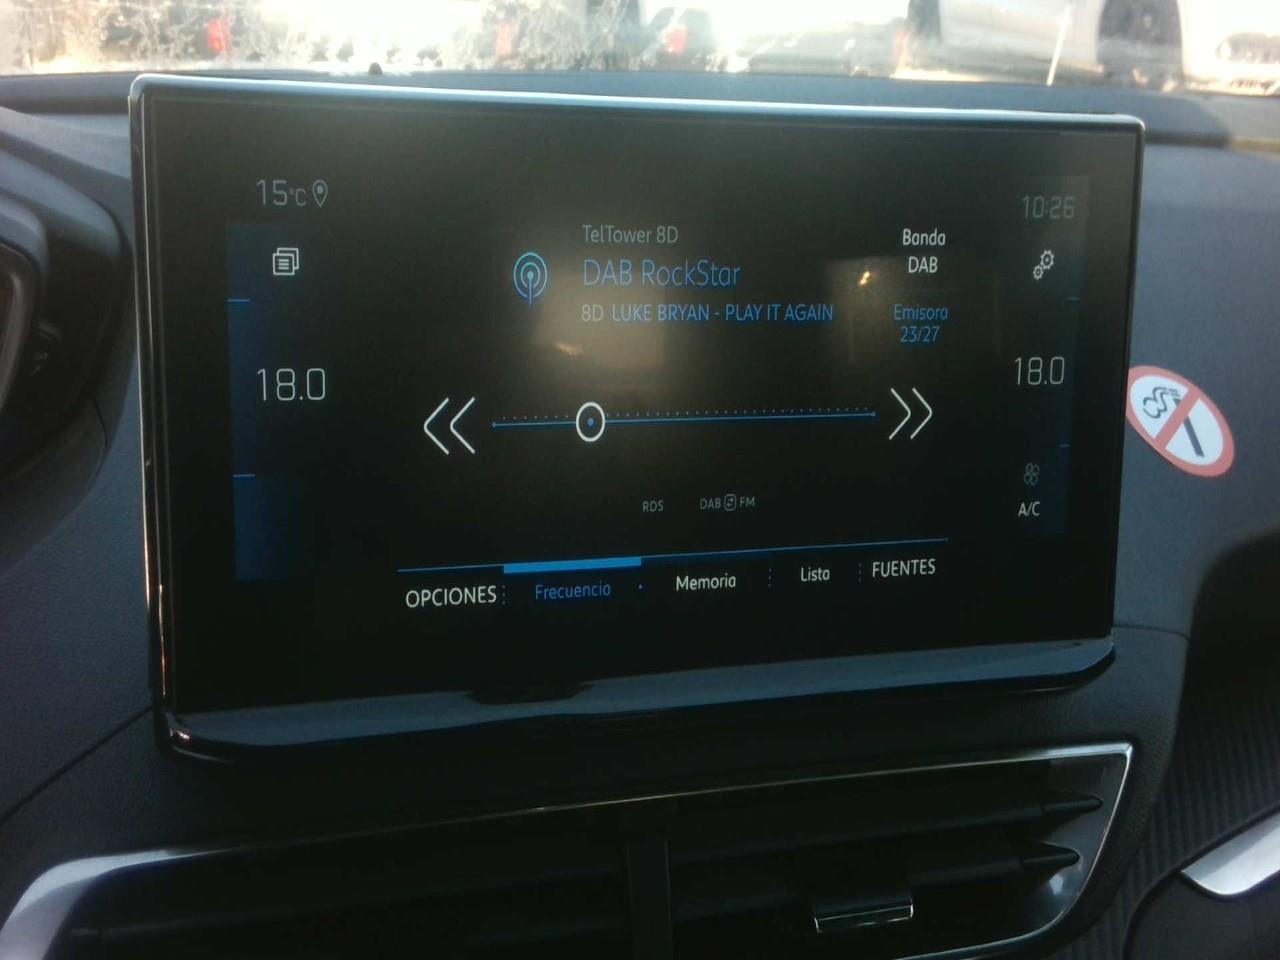 15°C
10:26
TelTower 8D
DAB RockStar
8D LUKE BRYAN - PLAY IT AGAIN
Banda
DAB
Emisora
23/27
18.0
18.0
RDS
DAB FM
A/C
OPCIONES
Frecuencia
Memoria
Lista
FUENTES